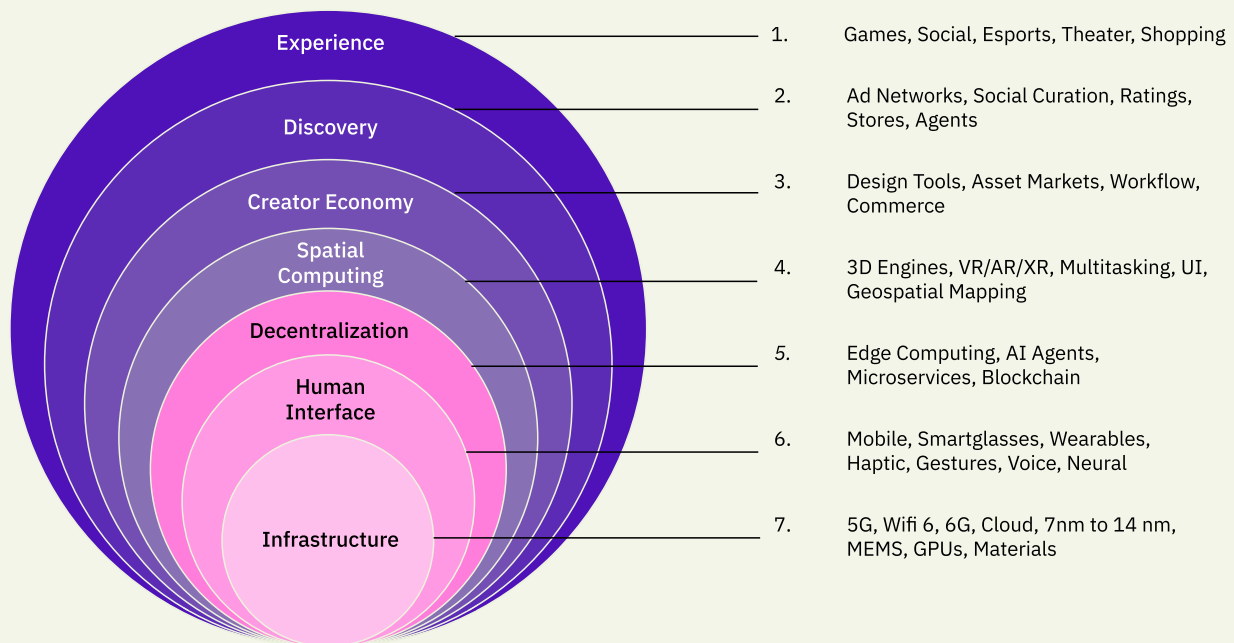 Experience
1. Games, Social, Esports, Theater, Shopping
Discovery
2. Ad Networks, Social Curation, Ratings,
Stores, Agents
Creator Economy
3. Design Tools, Asset Markets, Workflow,
Commerce
Spatial
Computing
4. 3D Engines, VR/AR/XR, Multitasking, UI,
Geospatial Mapping
Decentralization
5. Edge Computing, AI Agents,
Microservices, Blockchain
Human
Interface
6. Mobile, Smartglasses, Wearables,
Haptic, Gestures, Voice, Neural
Infrastructure
7. 5G, Wifi 6, 6G, Cloud, 7nm to 14 nm,
MEMS, GPUs, Materials